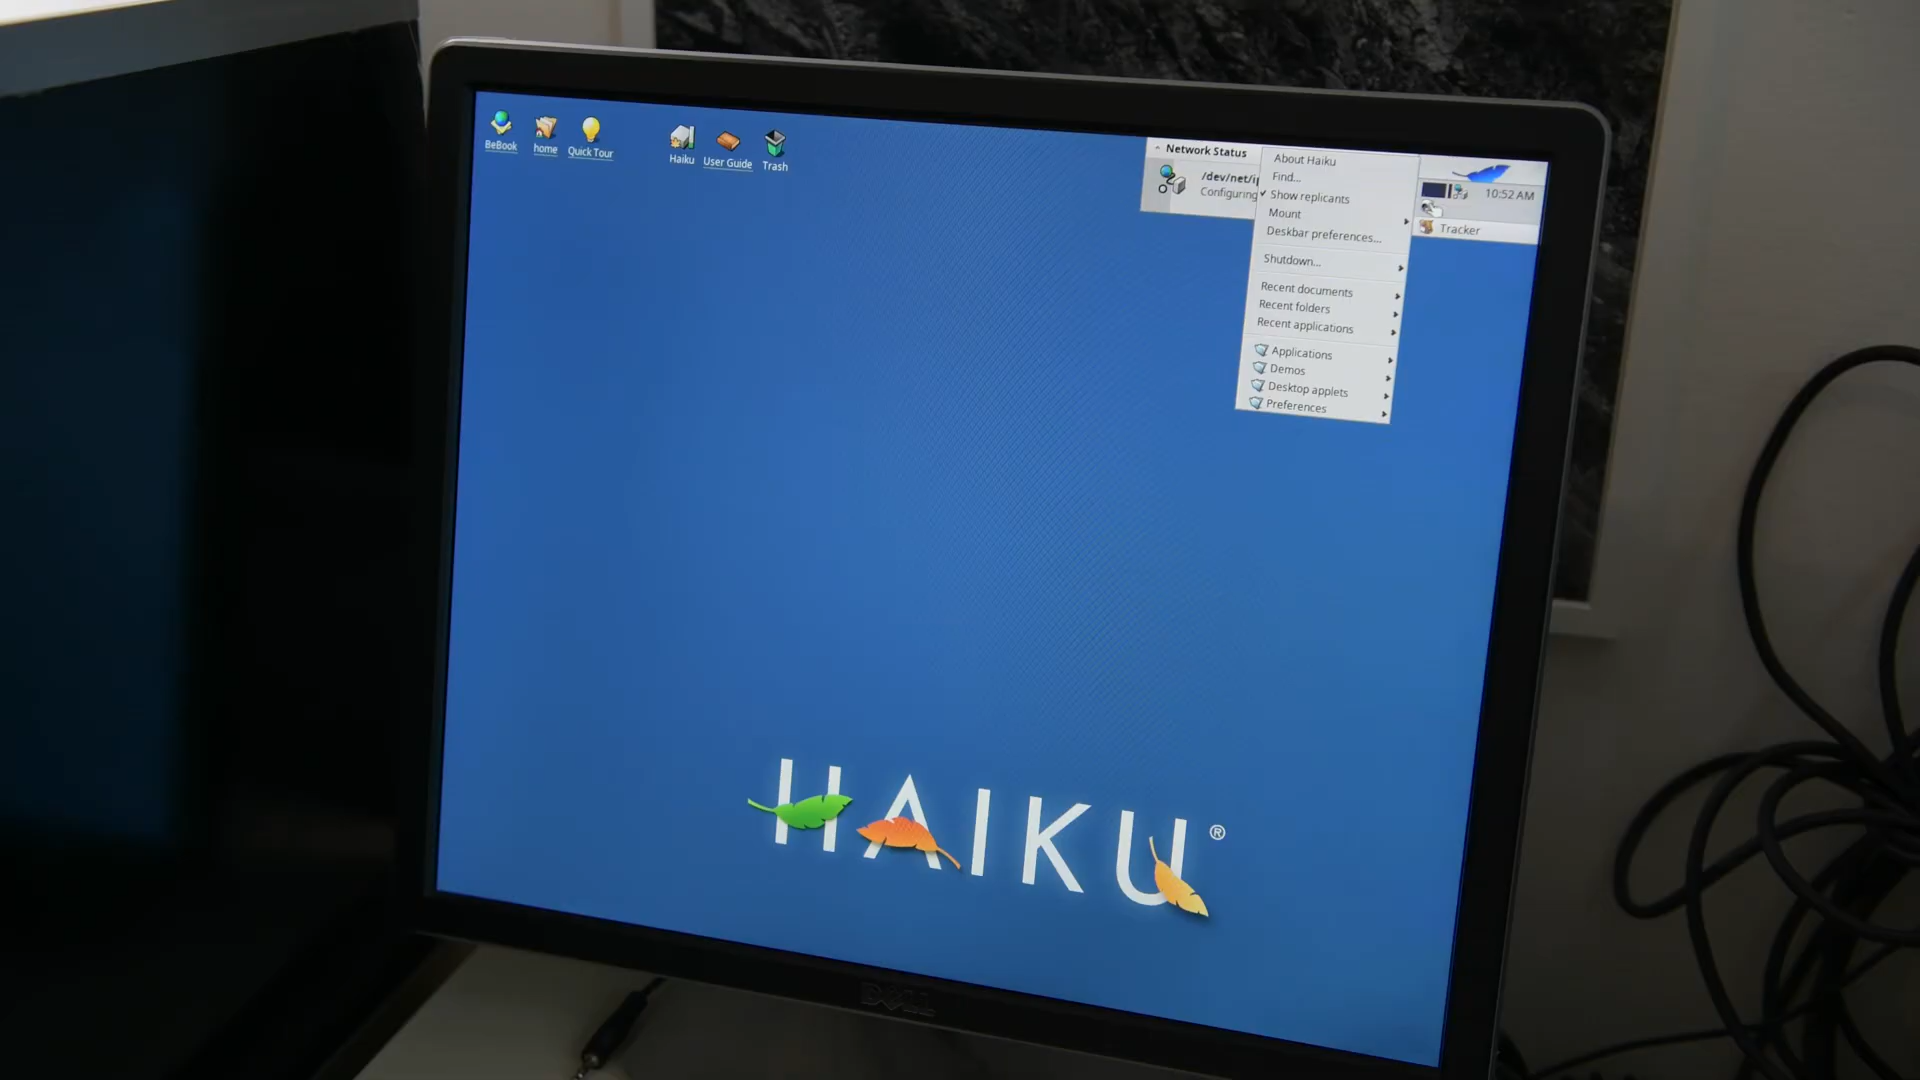 BeBook
home
Quick Tour
Haiku
User Guide
Trash
Network Status
/dev/net/
Configuring
About Haiku
Find...
Show replicants
Mount
Deskbar preferences...
Shutdown...
Recent documents
Recent folders
Recent applications
Applications
Demos
Desktop applets
Preferences
10:52 AM
Tracker
HAIKU®
DELL